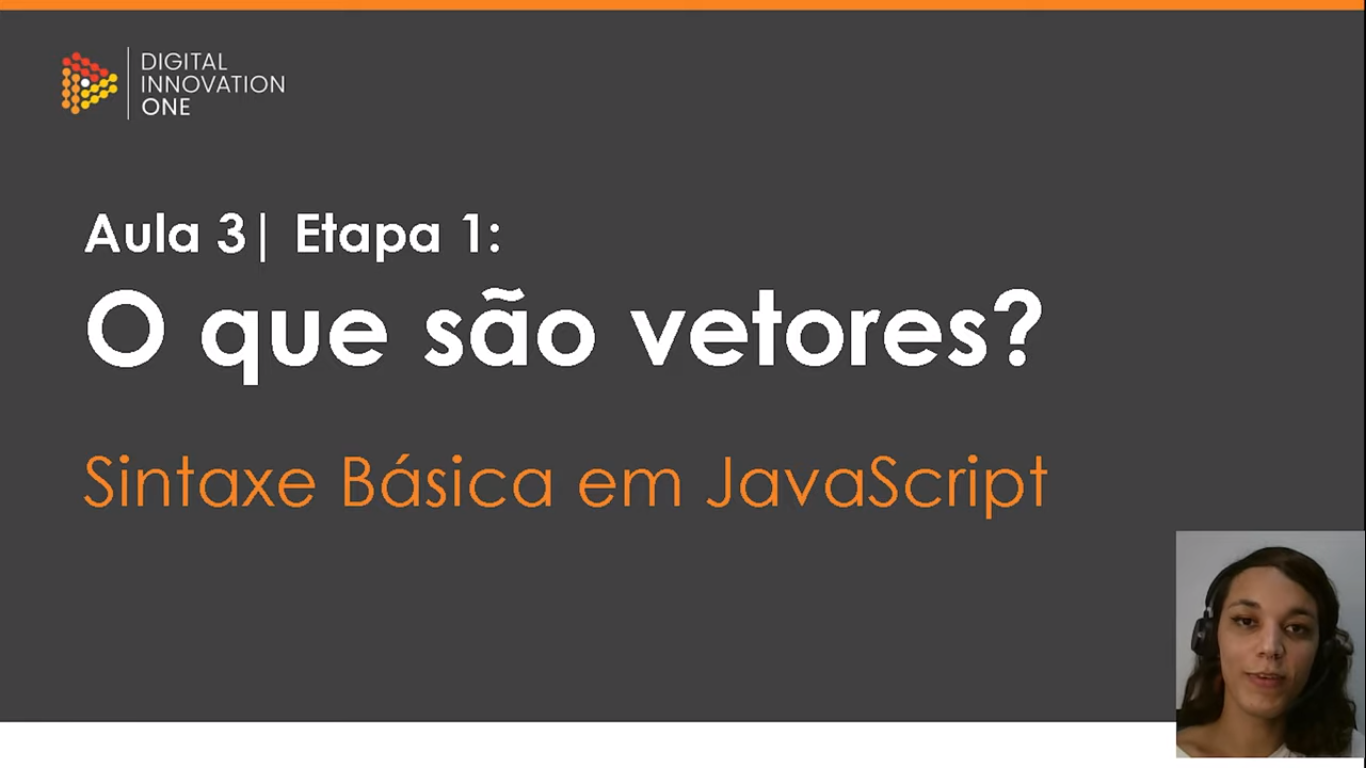 DIGITAL
INNOVATION
ONE
Aula 3| Etapa 1:
O que são vetores?
Sintaxe Básica em JavaScript